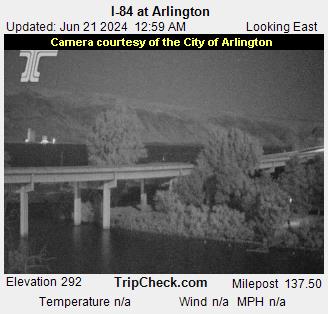 I-84 at Arlington
Updated: Jun 21 2024 12:59 AM Looking East
Camera courtesy of the City of Arlington
Elevation 292 TripCheck.com Milepost 137.50
Temperature n/a Wind n/a MPH n/a